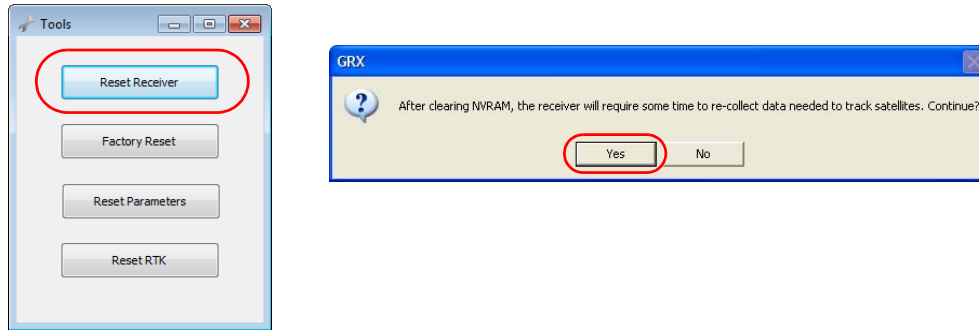 Tools
Reset Receiver
Factory Reset
Reset Parameters
Reset RTK
GRX
After clearing NVRAM, the receiver will require some time to re-collect data needed to track satellites. Continue?
Yes
No